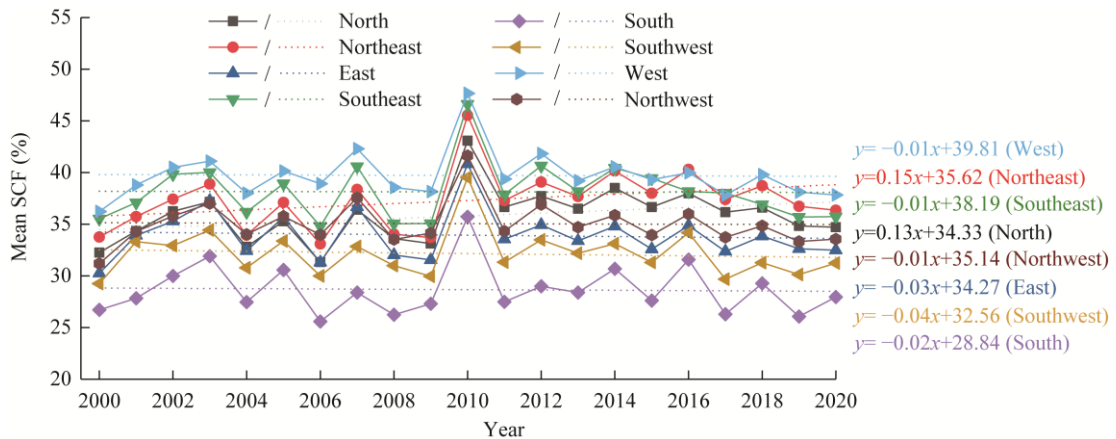 55
50
45
40
35
30
25
20
Mean SCF (%)
/ North
/ Northeast
/ East
/ Southeast
/ South
/ Southwest
/ West
/ Northwest
y= −0.01x+39.81 (West)
y=0.15x+35.62 (Northeast)
y= −0.01x+38.19 (Southeast)
y=0.13x+34.33 (North)
y= −0.01x+35.14 (Northwest)
y= −0.03x+34.27 (East)
y= −0.04x+32.56 (Southwest)
y= −0.02x+28.84 (South)
2000 2002 2004 2006 2008 2010 2012 2014 2016 2018 2020
Year